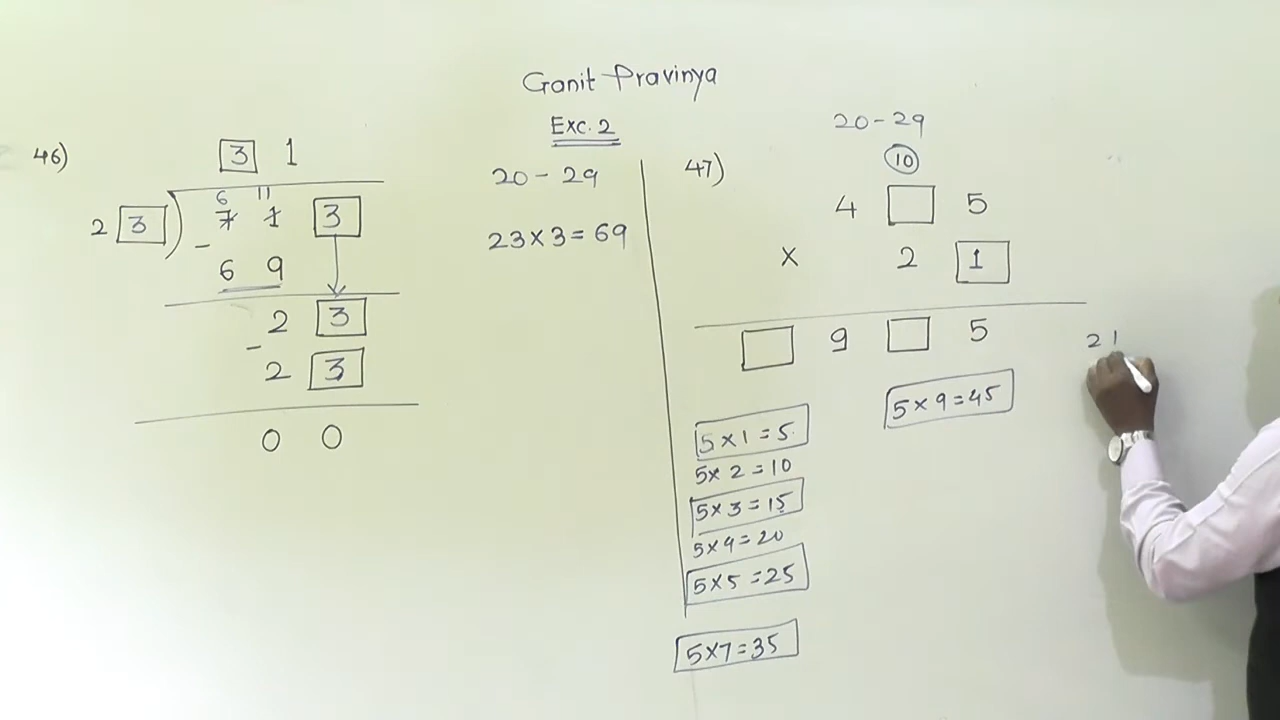 Ganit Pravinya
Exc. 2
46)
3 1
6 11
2 3 ) 7 1 3
- 6 9
2 3
- 2 3
0 0
20 - 29
23 x 3 = 69
20 - 29
47)
10
4 □ 5
x 2 1
□ 9 □ 5
5 x 1 = 5
5 x 2 = 10
5 x 3 = 15
5 x 4 = 20
5 x 5 = 25
5 x 7 = 35
5 x 9 = 45
2 1